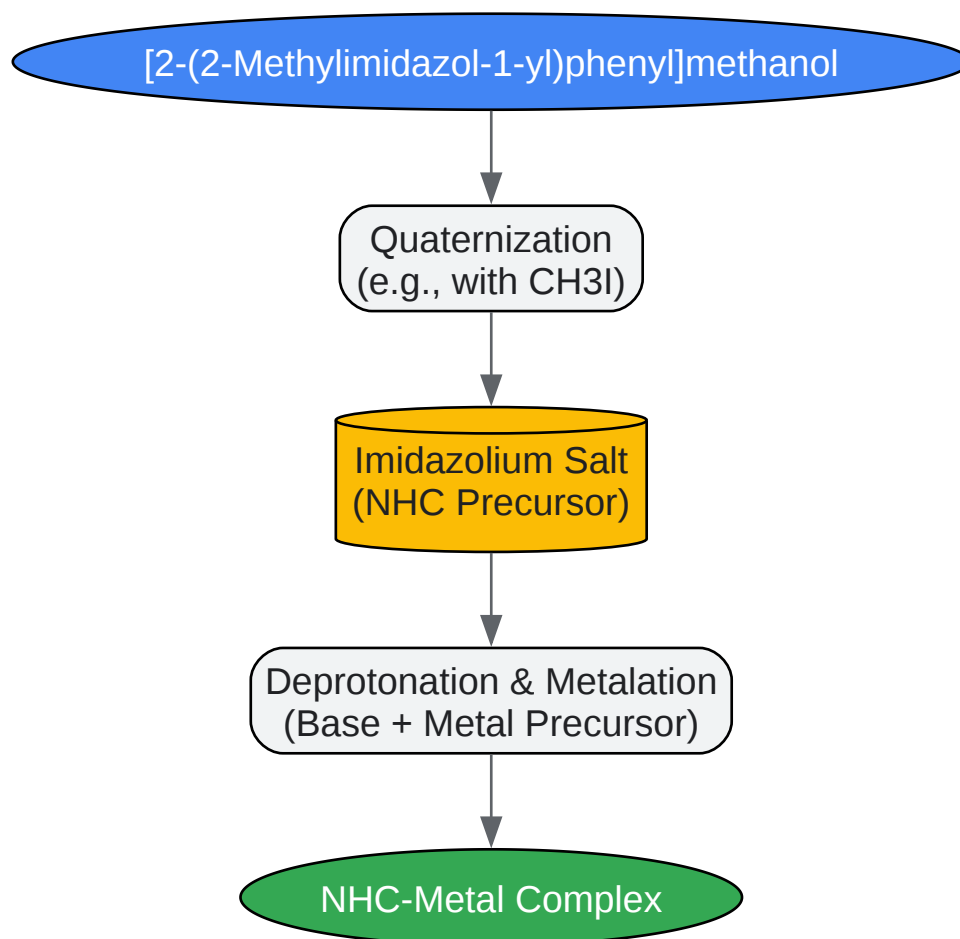 [2-(2-Methylimidazol-1-yl)phenyl]methanol
Quaternization
(e.g., with CH3I)
Imidazolium Salt
(NHC Precursor)
Deprotonation & Metalation
(Base + Metal Precursor)
NHC-Metal Complex